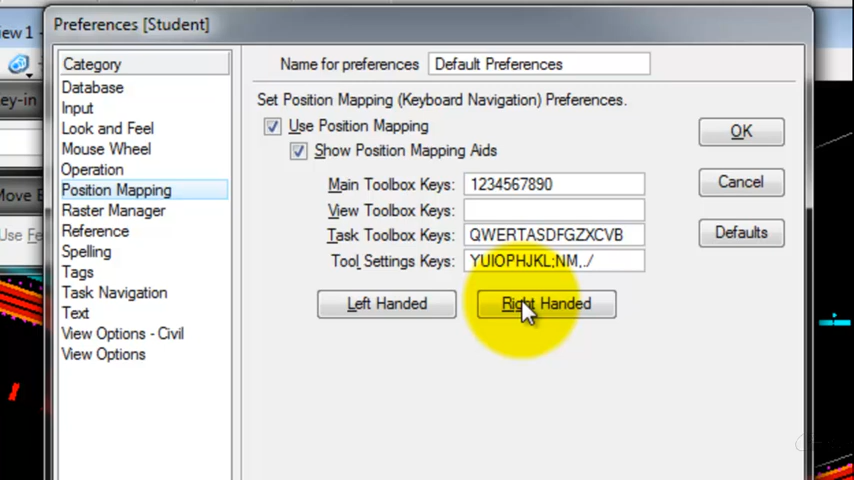 Preferences [Student]
iew 1
ey-in
Move
Use Fe
Category
Database
Input
Look and Feel
Mouse Wheel
Operation
Position Mapping
Raster Manager
Reference
Spelling
Tags
Task Navigation
Text
View Options - Civil
View Options
Name for preferences
Default Preferences
Set Position Mapping (Keyboard Navigation) Preferences.
Use Position Mapping
Show Position Mapping Aids
Main Toolbox Keys: 1234567890
View Toolbox Keys:
Task Toolbox Keys: QWERTASDFGZXCVB
Tool Settings Keys: YUIOPHJKL;NM,./
Left Handed
Right Handed
OK
Cancel
Defaults